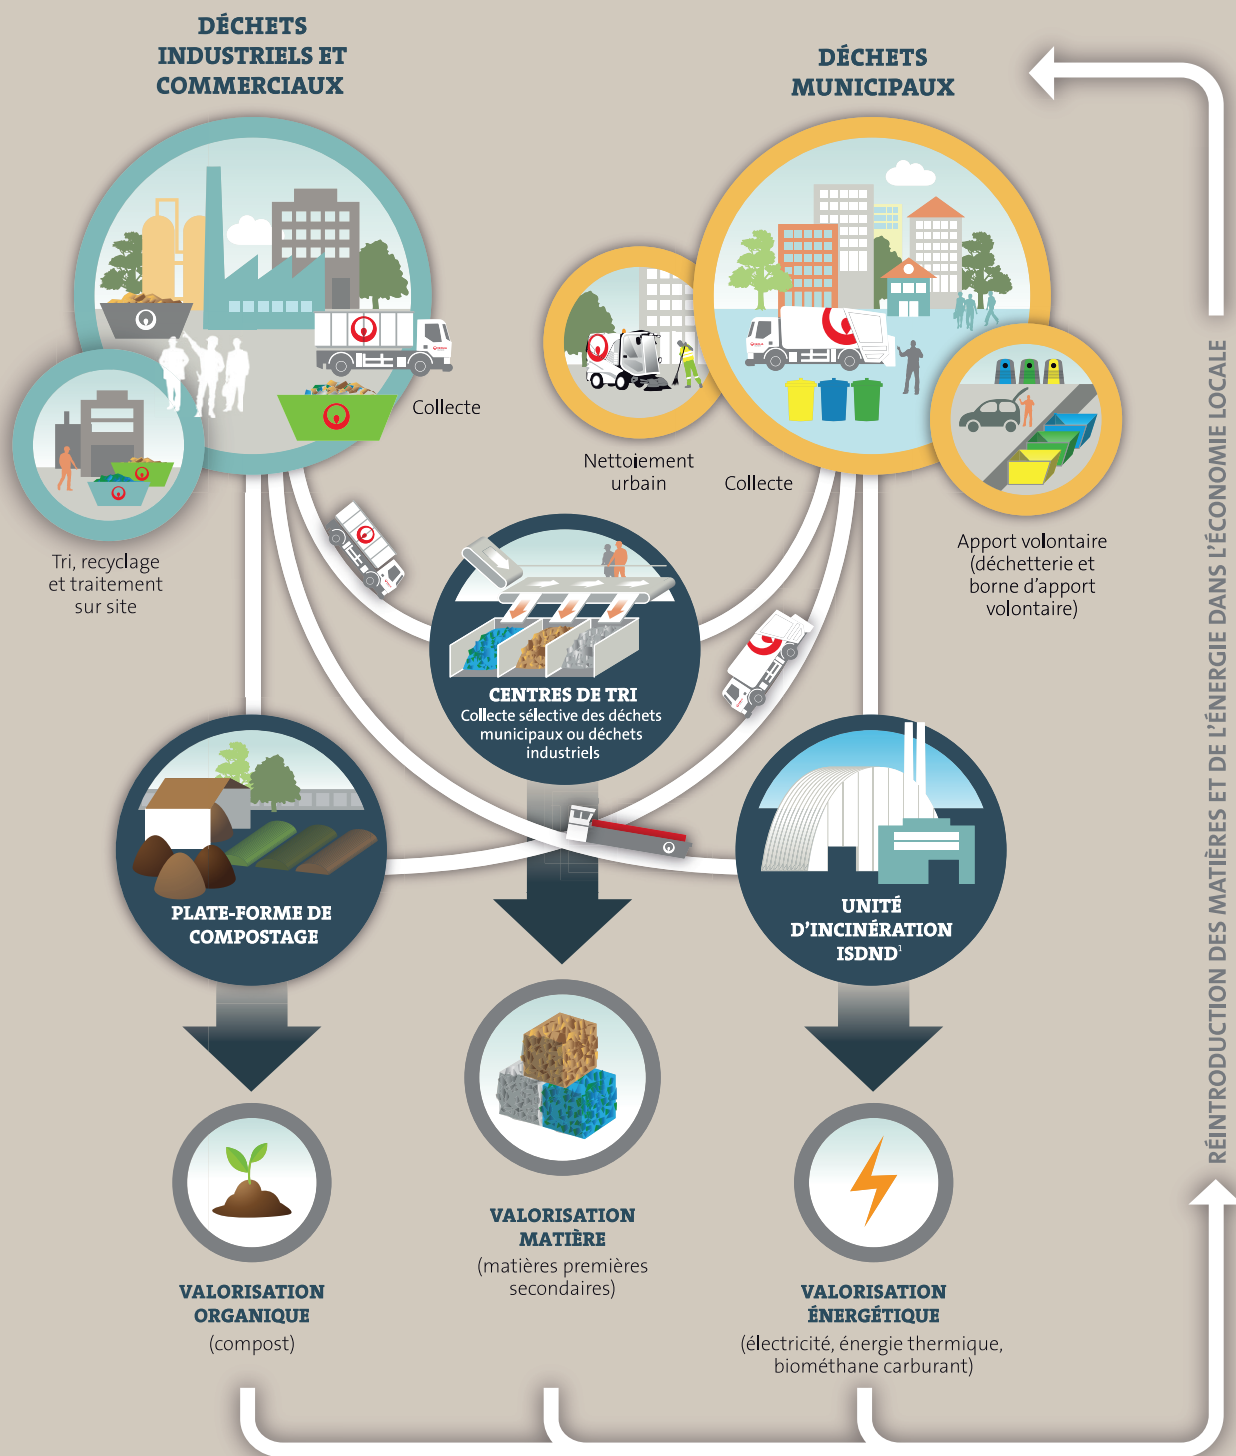 DÉCHETS
INDUSTRIELS ET
COMMERCIAUX
DÉCHETS
MUNICIPAUX
Collecte
Tri, recyclage
et traitement
sur site
Nettoiement
urbain
Collecte
Apport volontaire
(déchetterie et
borne d’apport
volontaire)
CENTRES DE TRI
Collecte sélective des déchets
municipaux ou déchets
industriels
PLATE-FORME DE
COMPOSTAGE
UNITÉ
D’INCINÉRATION
ISDND¹
VALORISATION
ORGANIQUE
(compost)
VALORISATION
MATIÈRE
(matières premières
secondaires)
VALORISATION
ÉNERGÉTIQUE
(électricité, énergie thermique,
biométhane carburant)
RÉINTRODUCTION DES MATIÈRES ET DE L’ÉNERGIE DANS L’ÉCONOMIE LOCALE